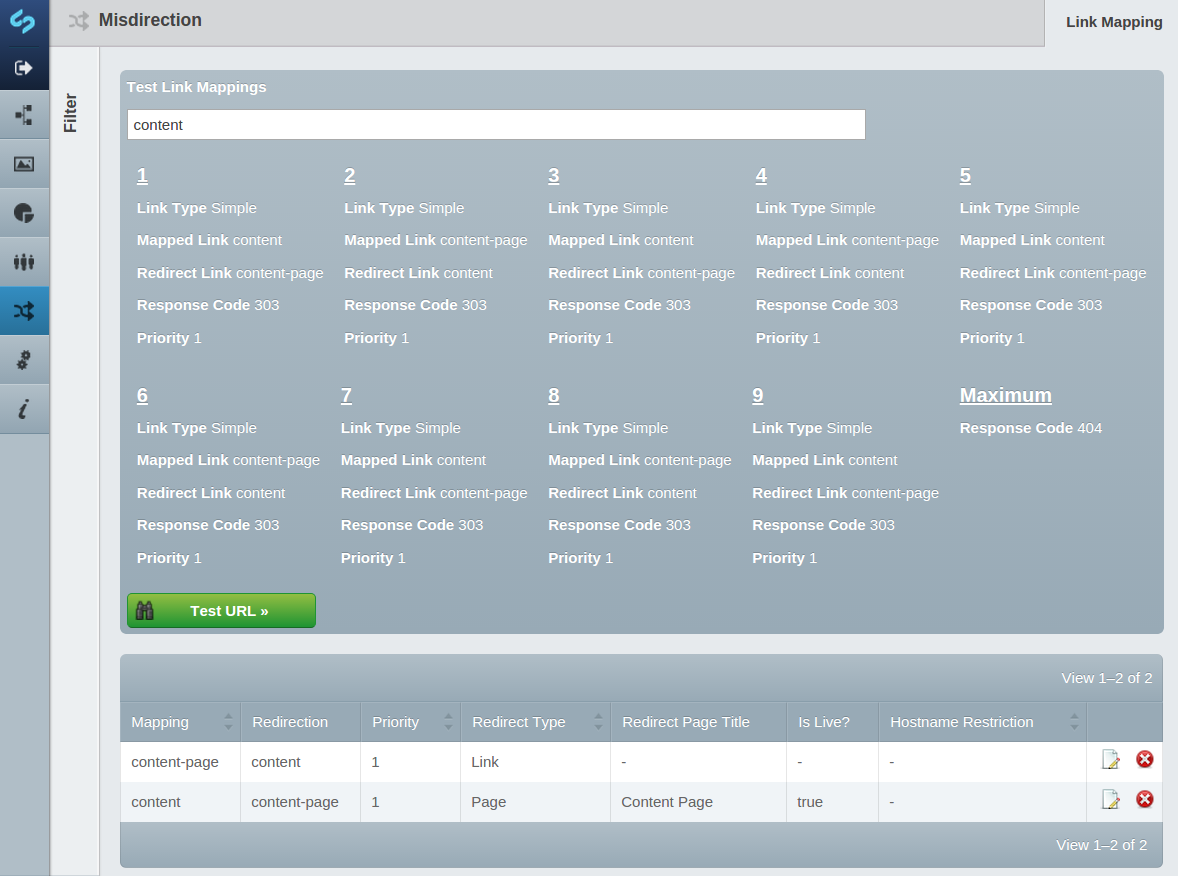 Misdirection
Link Mapping
Filter
Test Link Mappings
content
1 2 3 4 5
Link Type Simple Link Type Simple Link Type Simple Link Type Simple Link Type Simple
Mapped Link content Mapped Link content-page Mapped Link content Mapped Link content-page Mapped Link content
Redirect Link content-page Redirect Link content Redirect Link content-page Redirect Link content Redirect Link content-page
Response Code 303 Response Code 303 Response Code 303 Response Code 303 Response Code 303
Priority 1 Priority 1 Priority 1 Priority 1 Priority 1
6 7 8 9 Maximum
Link Type Simple Link Type Simple Link Type Simple Link Type Simple Response Code 404
Mapped Link content-page Mapped Link content Mapped Link content-page Mapped Link content
Redirect Link content Redirect Link content-page Redirect Link content Redirect Link content-page
Response Code 303 Response Code 303 Response Code 303 Response Code 303
Priority 1 Priority 1 Priority 1 Priority 1
Test URL »
View 1–2 of 2
Mapping Redirection Priority Redirect Type Redirect Page Title Is Live? Hostname Restriction
content-page content 1 Link - - -
content content-page 1 Page Content Page true -
View 1–2 of 2